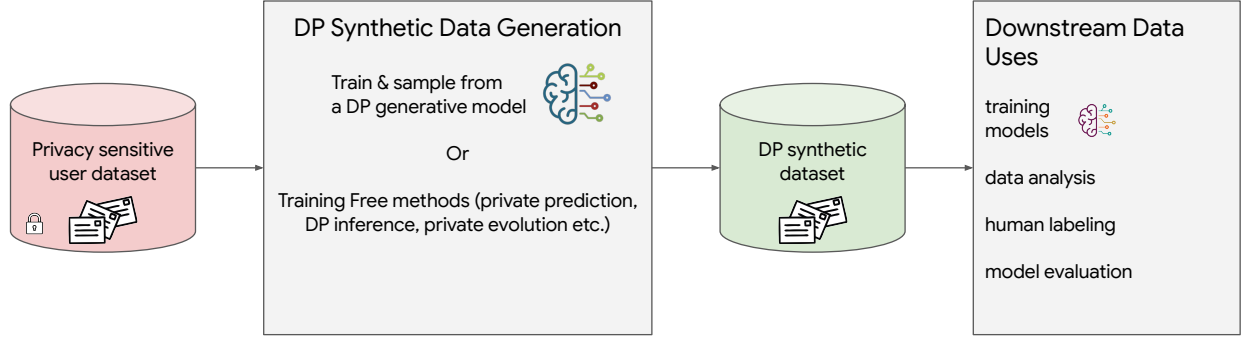 Privacy sensitive
user dataset
DP Synthetic Data Generation
Train & sample from
a DP generative model
Or
Training Free methods (private prediction,
DP inference, private evolution etc.)
DP synthetic
dataset
Downstream Data
Uses
training
models
data analysis
human labeling
model evaluation